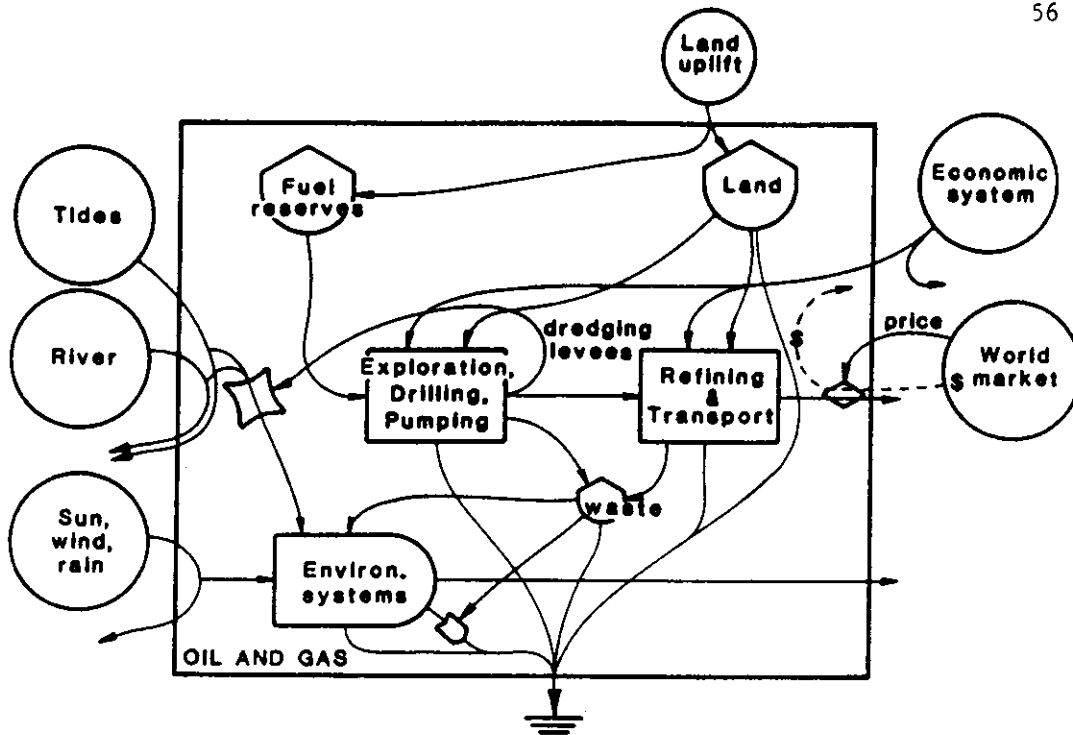 56
Land
uplift
Tides
Fuel
reserves
Land
Economic
system
River
dredging
levees
price
$
World
market
$
Exploration,
Drilling,
Pumping
Refining
&
Transport
waste
Sun,
wind,
rain
Environ.
systems
OIL AND GAS